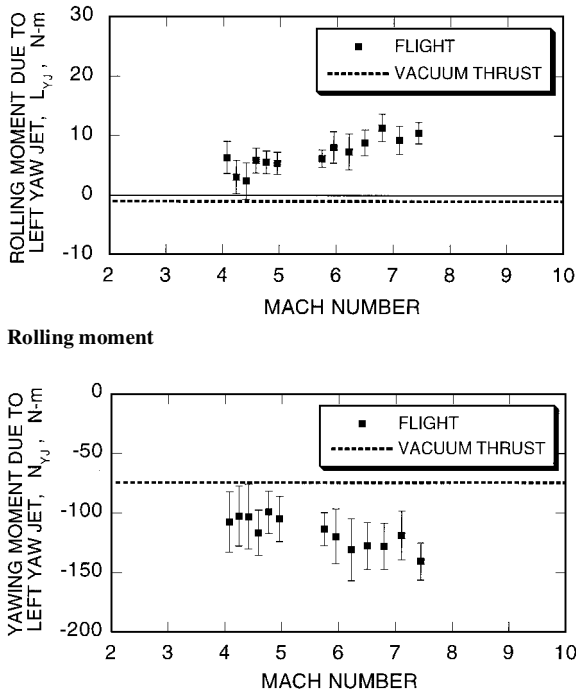 ROLLING MOMENT DUE TO
LEFT YAW JET, L_YJ, N-m
30
20
10
0
-10
FLIGHT
VACUUM THRUST
2 3 4 5 6 7 8 9 10
MACH NUMBER
Rolling moment
YAWING MOMENT DUE TO
LEFT YAW JET, N_YJ, N-m
0
-50
-100
-150
-200
FLIGHT
VACUUM THRUST
2 3 4 5 6 7 8 9 10
MACH NUMBER